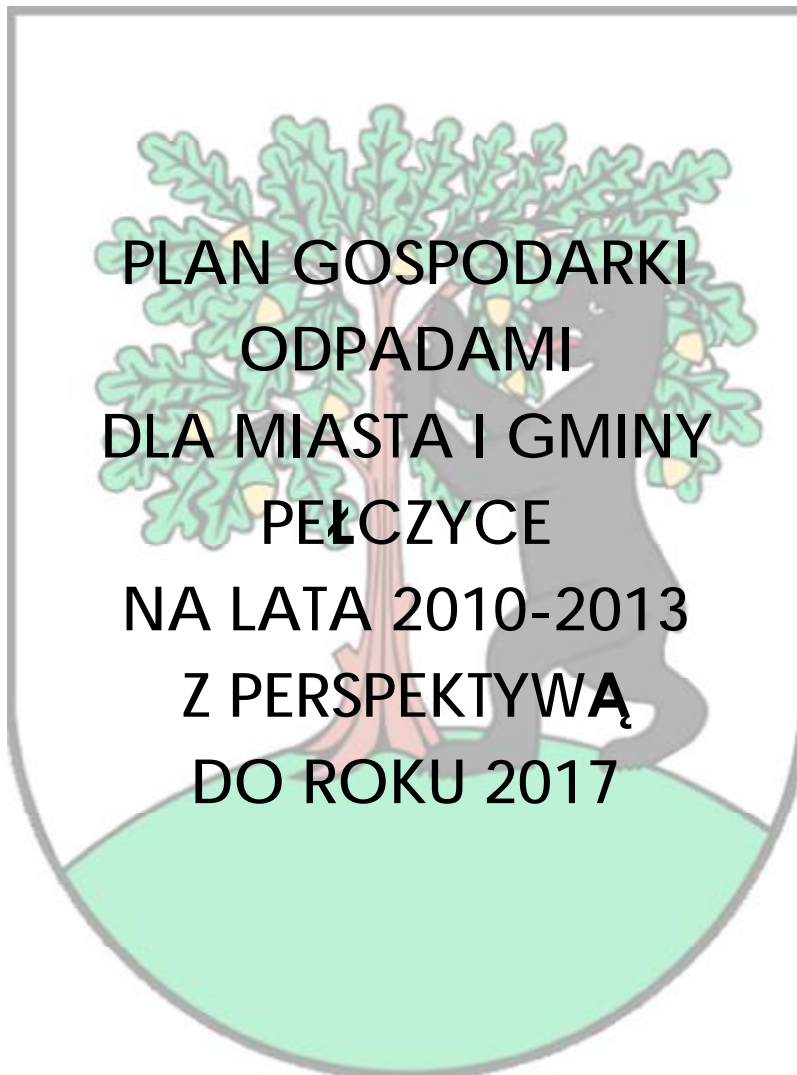 PLAN GOSPODARKI
ODPADAMI
DLA MIASTA I GMINY
PEŁCZYCE
NA LATA 2010-2013
Z PERSPEKTYWĄ
DO ROKU 2017